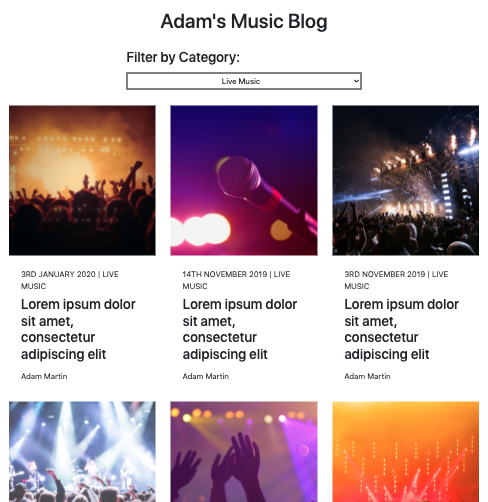 Adam's Music Blog
Filter by Category:
Live Music
3RD JANUARY 2020 | LIVE
MUSIC
Lorem ipsum dolor
sit amet,
consectetur
adipiscing elit
Adam Martin
14TH NOVEMBER 2019 | LIVE
MUSIC
Lorem ipsum dolor
sit amet,
consectetur
adipiscing elit
Adam Martin
3RD NOVEMBER 2019 | LIVE
MUSIC
Lorem ipsum dolor
sit amet,
consectetur
adipiscing elit
Adam Martin